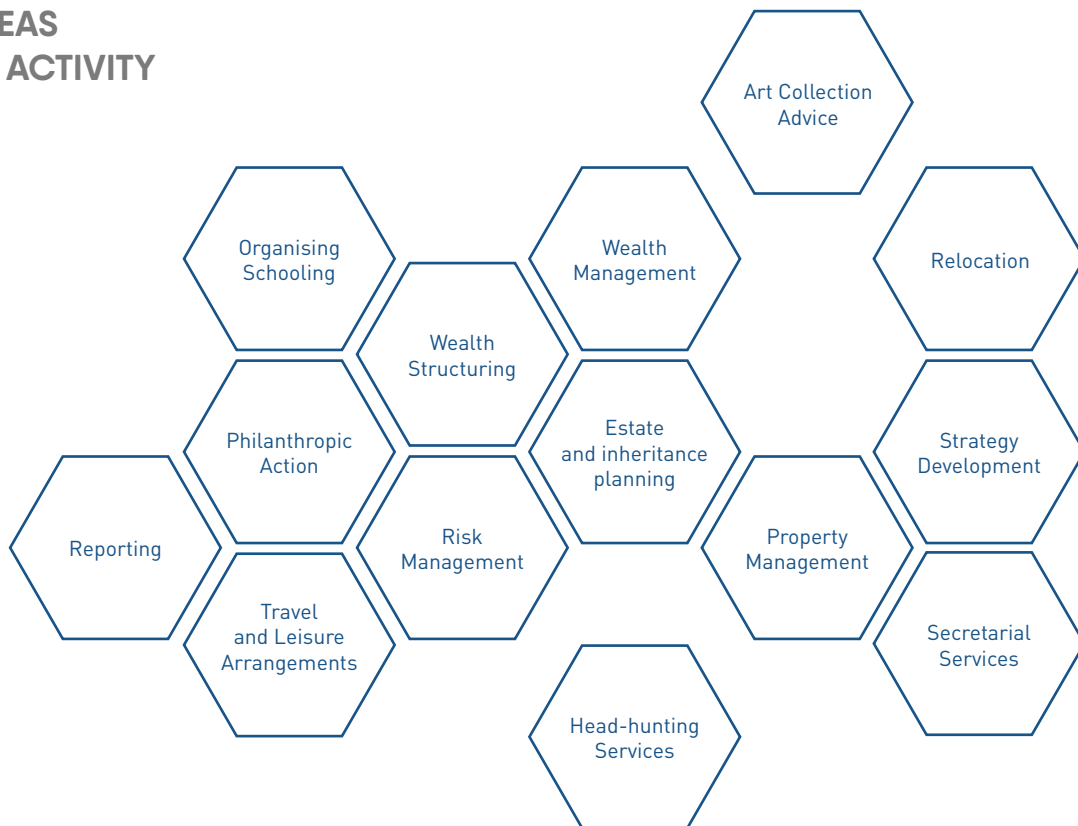 EAS
ACTIVITY
Art Collection
Advice
Organising
Schooling
Wealth
Management
Relocation
Wealth
Structuring
Philanthropic
Action
Estate
and inheritance
planning
Strategy
Development
Reporting
Risk
Management
Property
Management
Travel
and Leisure
Arrangements
Secretarial
Services
Head-hunting
Services